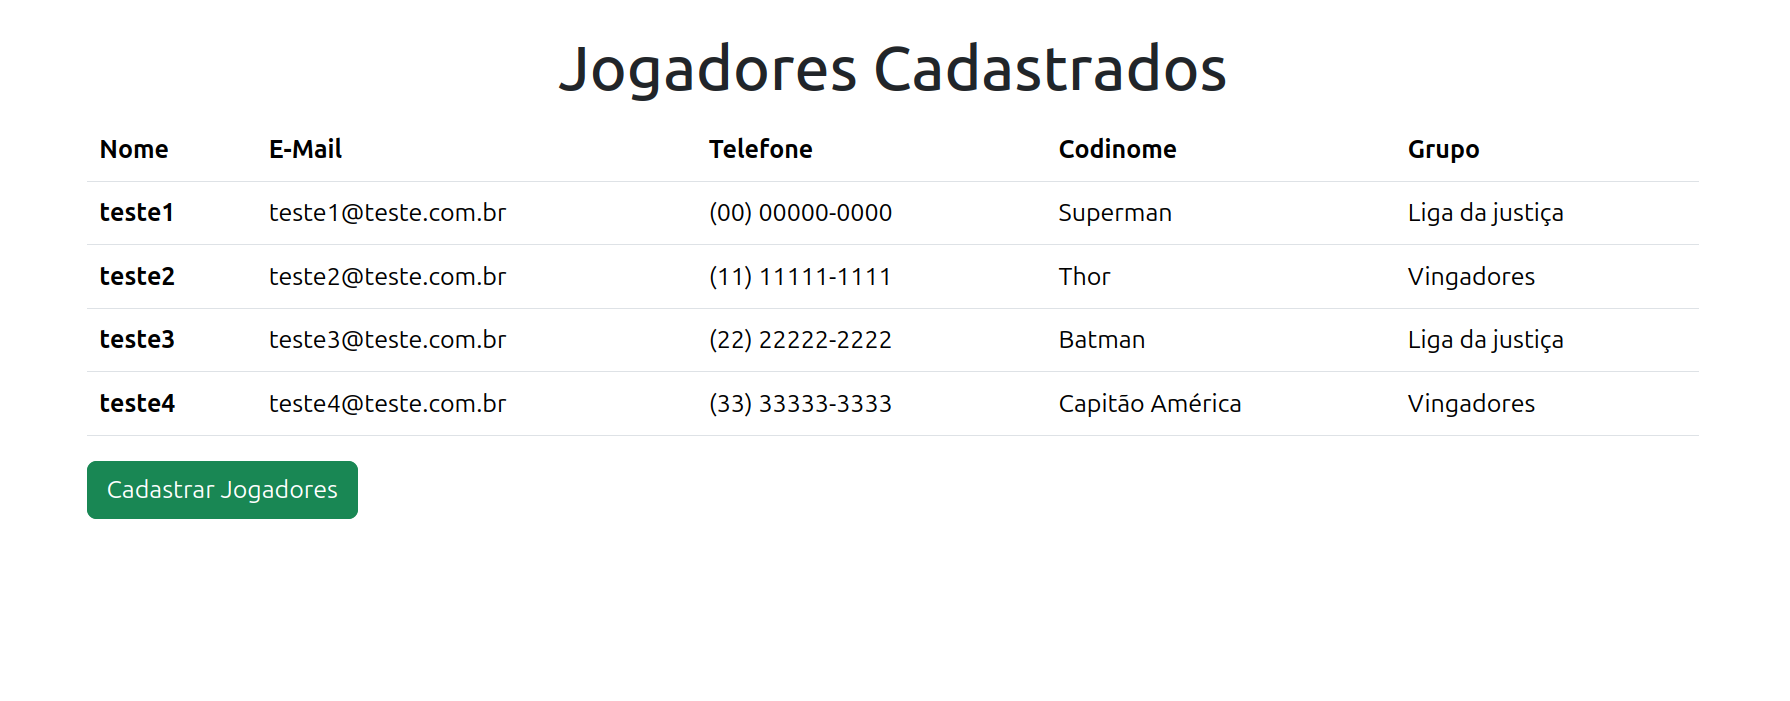 Jogadores Cadastrados
Nome E-Mail Telefone Codinome Grupo
teste1 teste1@teste.com.br (00) 00000-0000 Superman Liga da justiça
teste2 teste2@teste.com.br (11) 11111-1111 Thor Vingadores
teste3 teste3@teste.com.br (22) 22222-2222 Batman Liga da justiça
teste4 teste4@teste.com.br (33) 33333-3333 Capitão América Vingadores
Cadastrar Jogadores